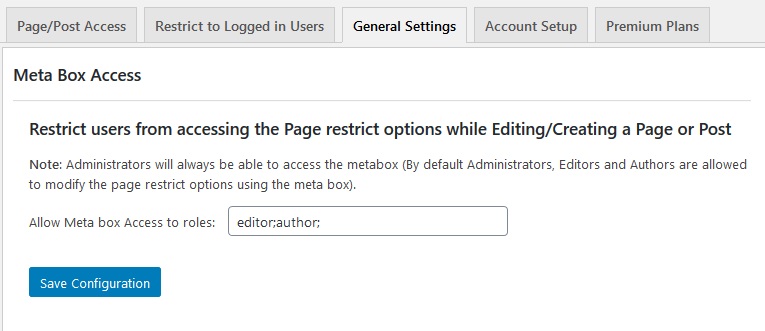 Page/Post Access
Restrict to Logged in Users
General Settings
Account Setup
Premium Plans
Meta Box Access
Restrict users from accessing the Page restrict options while Editing/Creating a Page or Post
Note: Administrators will always be able to access the metabox (By default Administrators, Editors and Authors are allowed
to modify the page restrict options using the meta box).
Allow Meta box Access to roles: editor;author;
Save Configuration